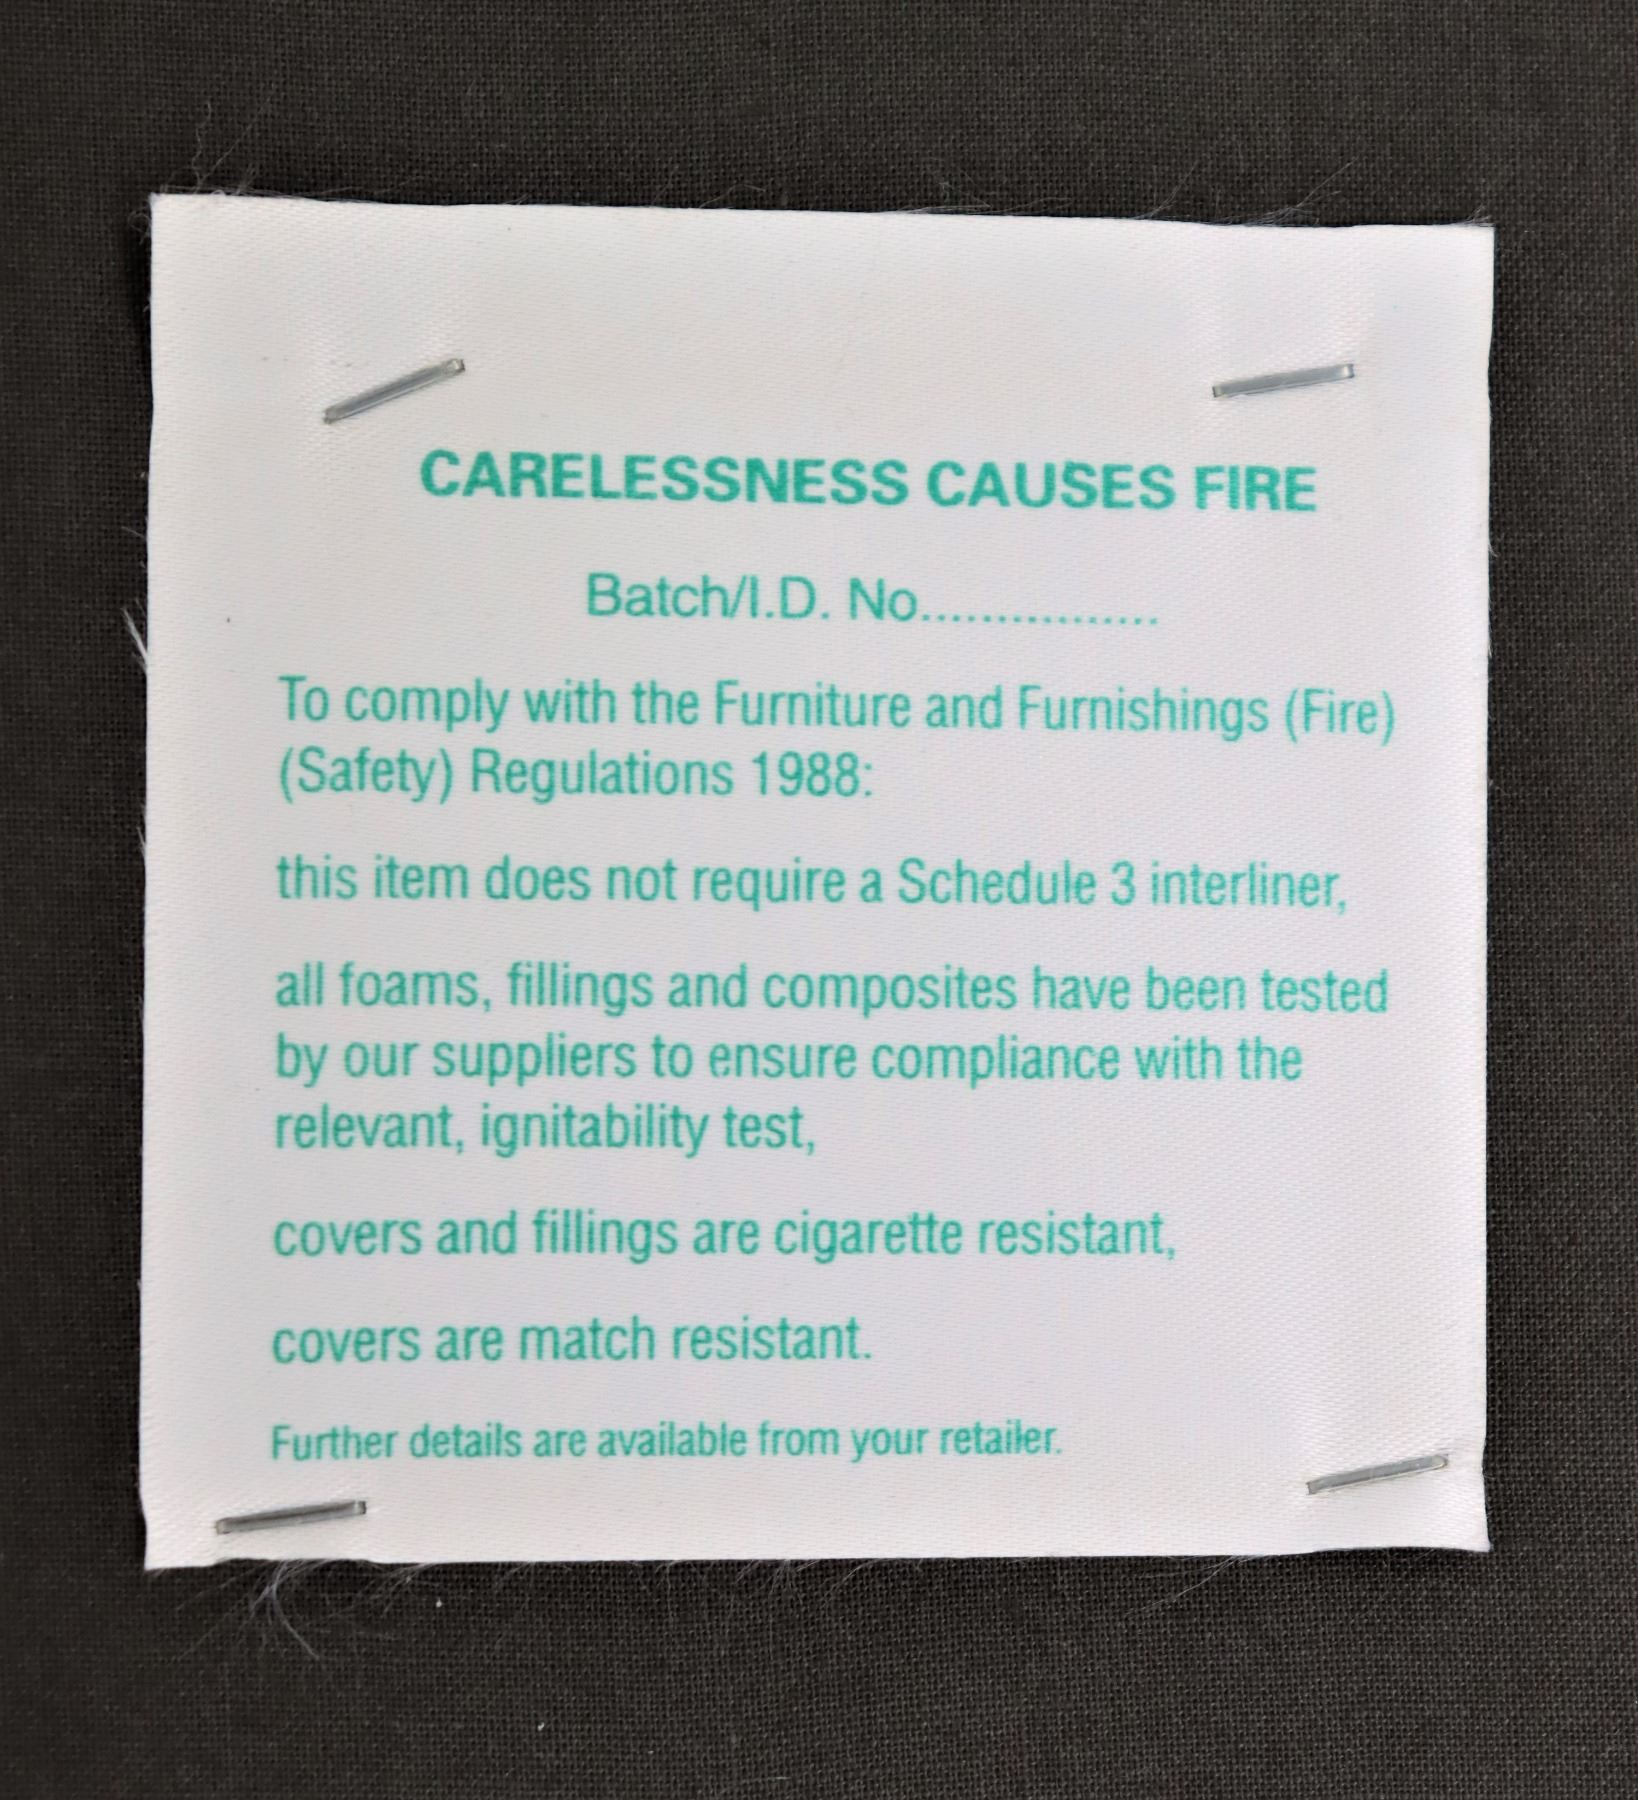 CARELESSNESS CAUSES FIRE
Batch/I.D. No................
To comply with the Furniture and Furnishings (Fire)
(Safety) Regulations 1988:
this item does not require a Schedule 3 interliner,
all foams, fillings and composites have been tested
by our suppliers to ensure compliance with the
relevant, ignitability test,
covers and fillings are cigarette resistant,
covers are match resistant.
Further details are available from your retailer.